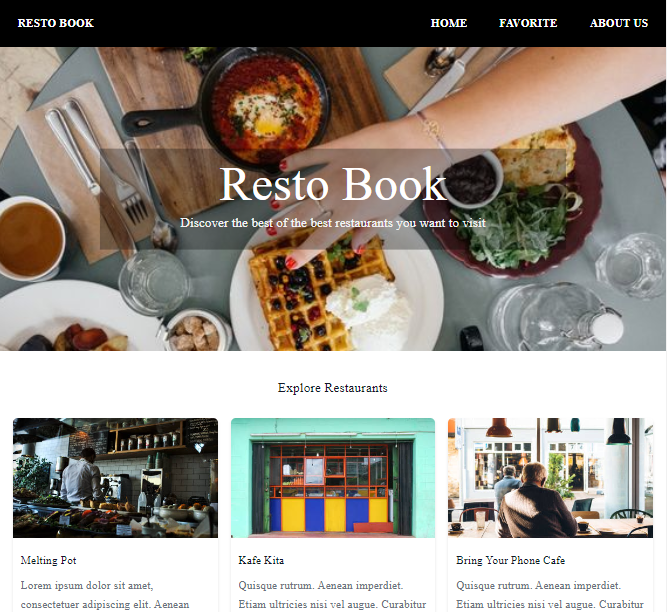 RESTO BOOK HOME FAVORITE ABOUT US
Resto Book
Discover the best of the best restaurants you want to visit
Explore Restaurants
Melting Pot
Lorem ipsum dolor sit amet,
consectetuer adipiscing elit. Aenean
Kafe Kita
Quisque rutrum. Aenean imperdiet.
Etiam ultricies nisi vel augue. Curabitur
Bring Your Phone Cafe
Quisque rutrum. Aenean imperdiet.
Etiam ultricies nisi vel augue. Curabitur